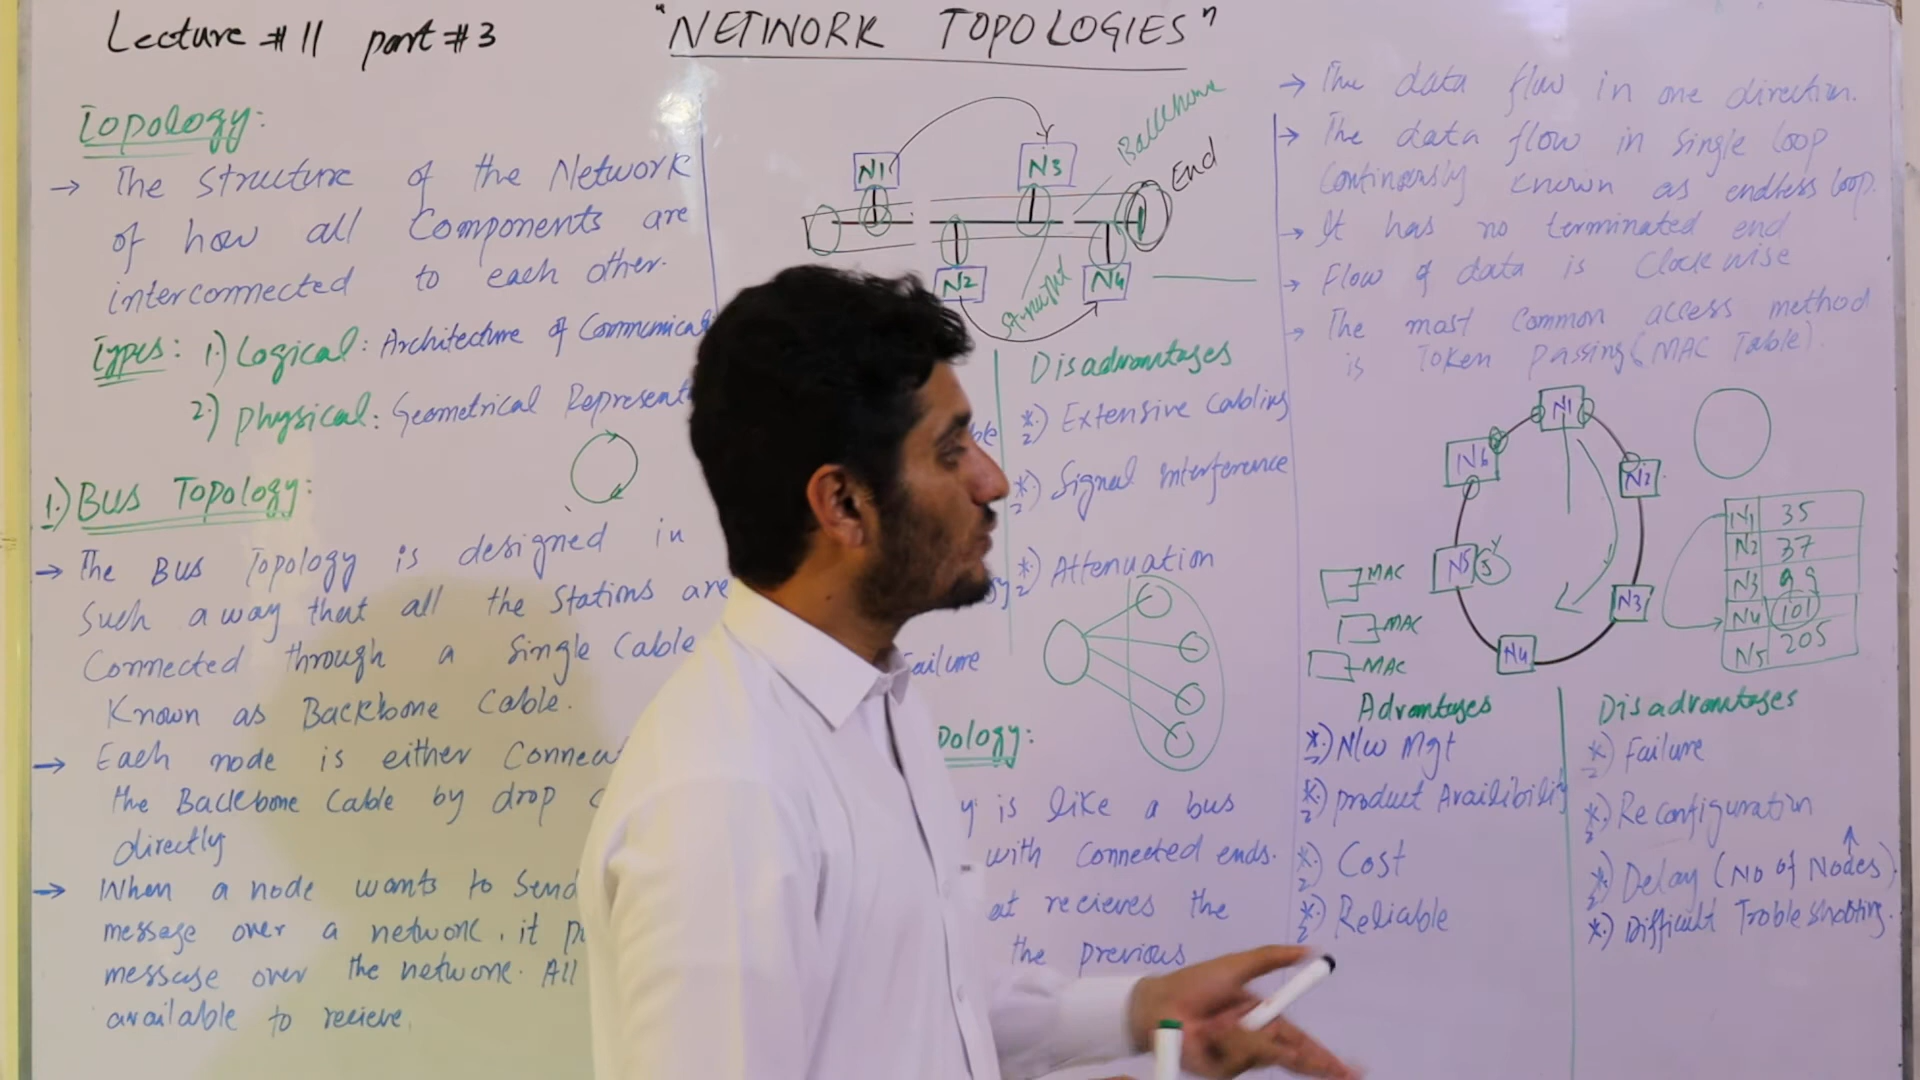 Lecture #11 part #3
"NETWORK TOPOLOGIES"
Topology:
→ The structure of the Network
of how all Components are
interconnected to each other.
Types: 1.) Logical: Architecture of Communicati
2.) Physical: Geometrical Represent
1.) BUS Topology:
→ The Bus Topology is designed in
such a way that all the stations are
Connected through a Single Cable
Known as Backbone Cable.
→ Each node is either Connec
the Backbone Cable by drop c
directly
→ When a node wants to send
message over a network, it p
message over the network. All
available to recieve.
N1
N3
N2
N4
Backbone
End
Disadvantages
*) Extensive Cabling
*) Signal interference
*) Attenuation
Failure
pology:
y is like a bus
with Connected ends.
at recieves the
the previous
→ The data flow in one direction.
→ The data flow in single loop
Continously known as endless loop.
→ It has no terminated end
→ Flow of data is Clockwise
→ The most Common access method
is Token passing (MAC Table).
N1
N2
N3
N4
N5 5
N6
MAC
MAC
MAC
N1 35
N2 37
N3 99
N4 101
N5 205
Advantages
*) N/w Mgt
*) product Availibility
*) Cost
*) Reliable
Disadvantages
*) Failure
*) Reconfiguration
*) Delay (No of Nodes)
*) Difficult Trobleshooting.